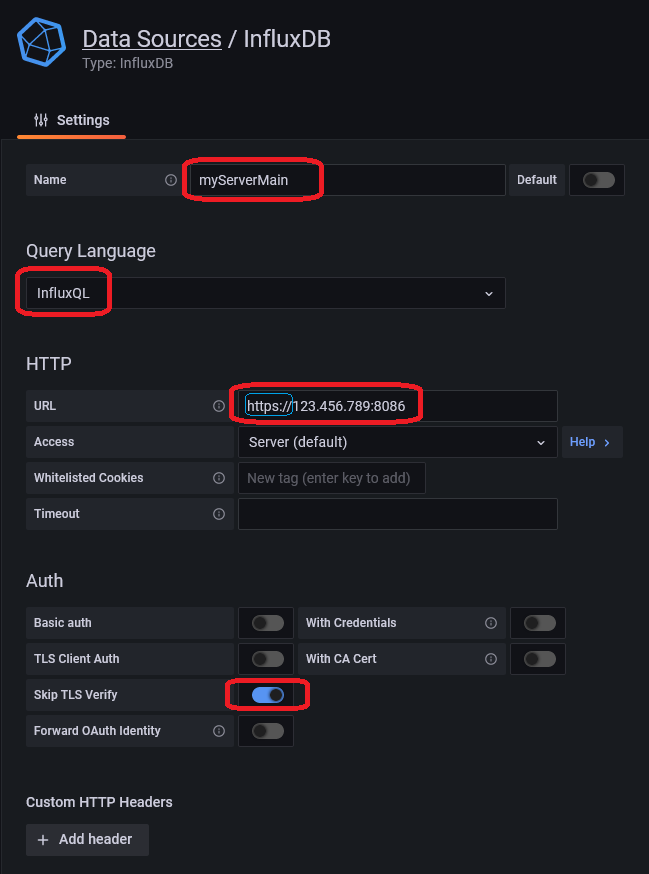 Data Sources / InfluxDB
Type: InfluxDB
Settings
Name myServerMain Default
Query Language
InfluxQL
HTTP
URL https://123.456.789:8086
Access Server (default) Help >
Whitelisted Cookies New tag (enter key to add)
Timeout
Auth
Basic auth With Credentials
TLS Client Auth With CA Cert
Skip TLS Verify
Forward OAuth Identity
Custom HTTP Headers
+ Add header